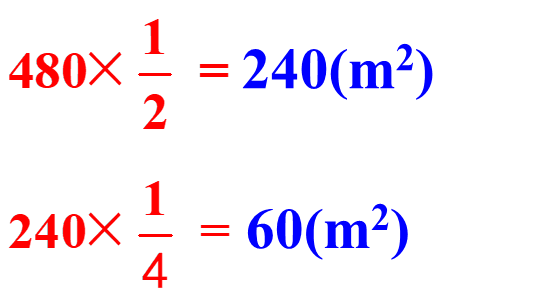 480× 1/2 = 240(m²)
240× 1/4 = 60(m²)